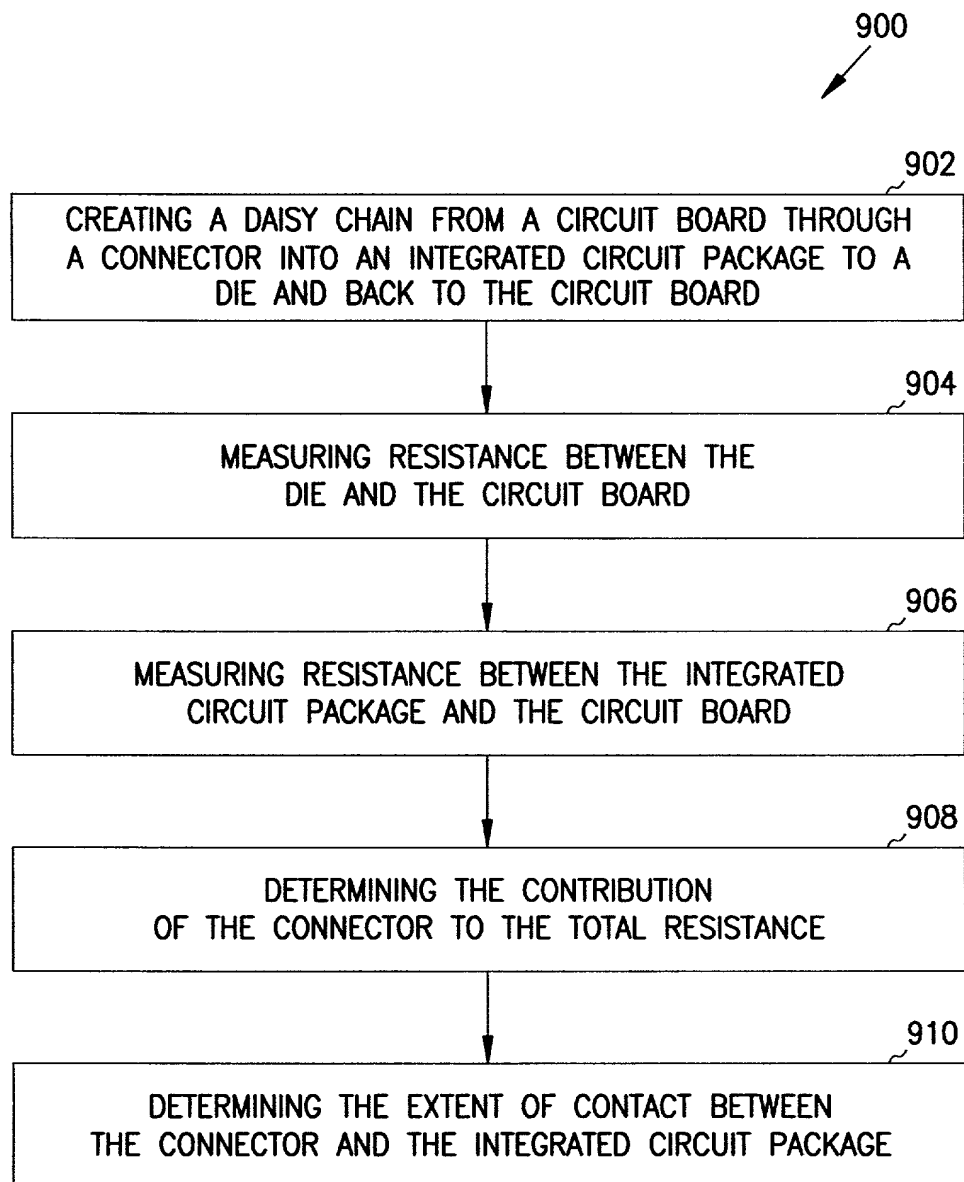 900
902
CREATING A DAISY CHAIN FROM A CIRCUIT BOARD THROUGH
A CONNECTOR INTO AN INTEGRATED CIRCUIT PACKAGE TO A
DIE AND BACK TO THE CIRCUIT BOARD
904
MEASURING RESISTANCE BETWEEN THE
DIE AND THE CIRCUIT BOARD
906
MEASURING RESISTANCE BETWEEN THE INTEGRATED
CIRCUIT PACKAGE AND THE CIRCUIT BOARD
908
DETERMINING THE CONTRIBUTION
OF THE CONNECTOR TO THE TOTAL RESISTANCE
910
DETERMINING THE EXTENT OF CONTACT BETWEEN
THE CONNECTOR AND THE INTEGRATED CIRCUIT PACKAGE